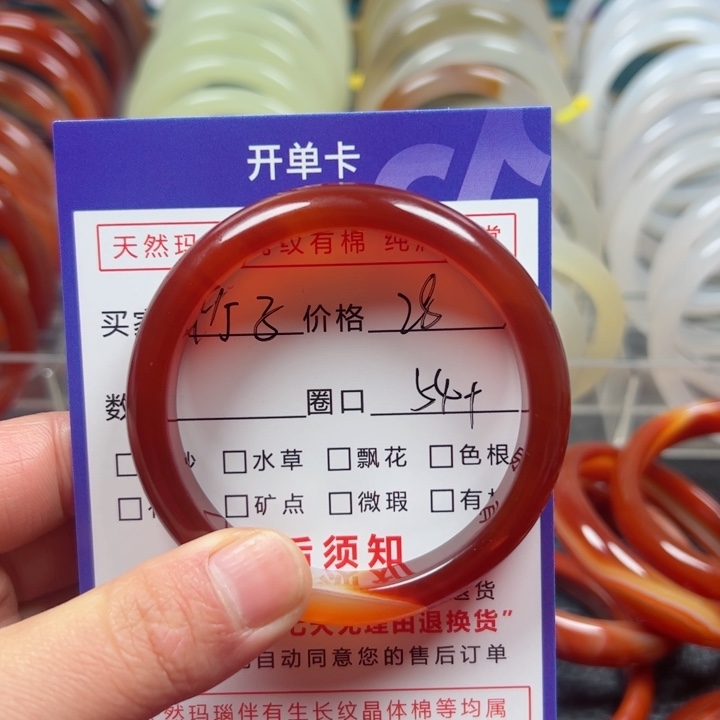 开单卡
天然玛 纹有棉 纯
买家 价格 28
数 圈口 54+
水草 飘花 色根
矿点 微瑕 有
后须知
退货
七天无理由退换货”
自动同意您的售后订单
然玛瑙伴有生长纹晶体棉等均属